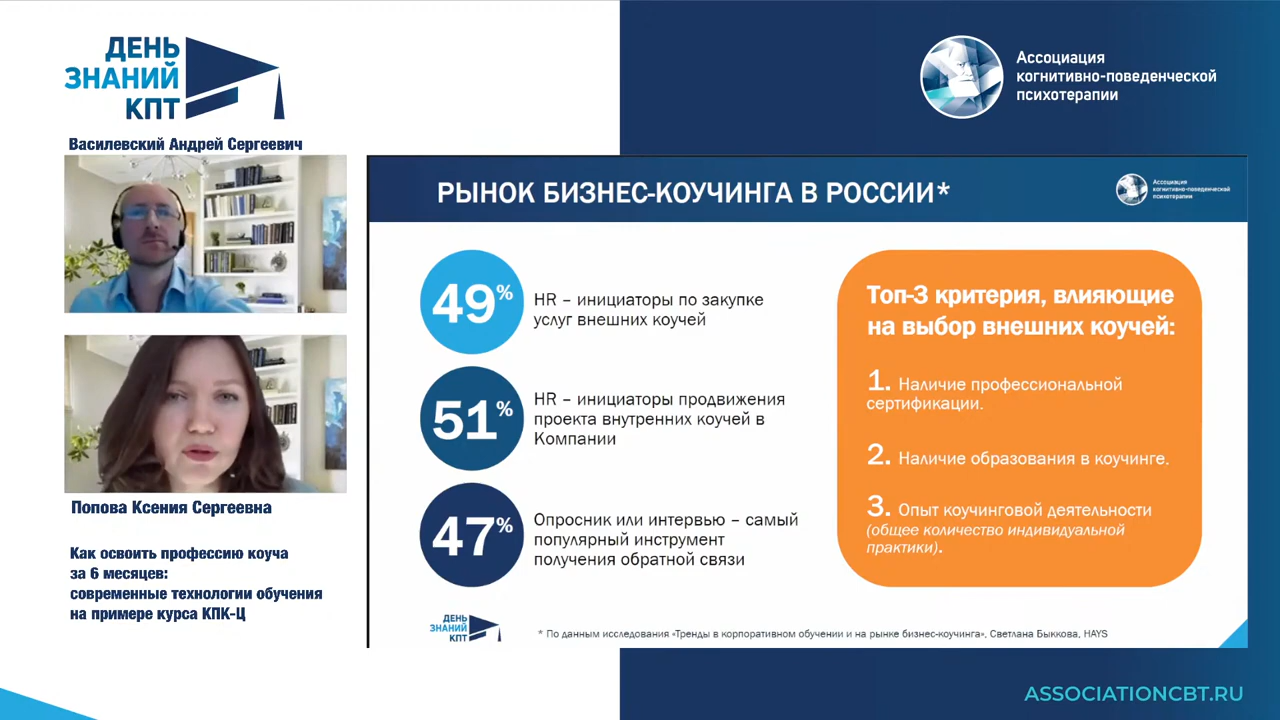 ДЕНЬ
ЗНАНИЙ
КПТ
Ассоциация
когнитивно-поведенческой
психотерапии
Василевский Андрей Сергеевич
Попова Ксения Сергеевна
Как освоить профессию коуча
за 6 месяцев:
современные технологии обучения
на примере курса КПК-Ц
РЫНОК БИЗНЕС-КОУЧИНГА В РОССИИ*
Ассоциация
когнитивно-поведенческой
психотерапии
49%
HR – инициаторы по закупке
услуг внешних коучей
51%
HR – инициаторы продвижения
проекта внутренних коучей в
Компании
47%
Опросник или интервью – самый
популярный инструмент
получения обратной связи
Топ-3 критерия, влияющие
на выбор внешних коучей:
1. Наличие профессиональной
сертификации.
2. Наличие образования в коучинге.
3. Опыт коучинговой деятельности
(общее количество индивидуальной
практики).
ДЕНЬ
ЗНАНИЙ
КПТ
* По данным исследования «Тренды в корпоративном обучении и на рынке бизнес-коучинга», Светлана Быккова, HAYS
ASSOCIATIONCBT.RU